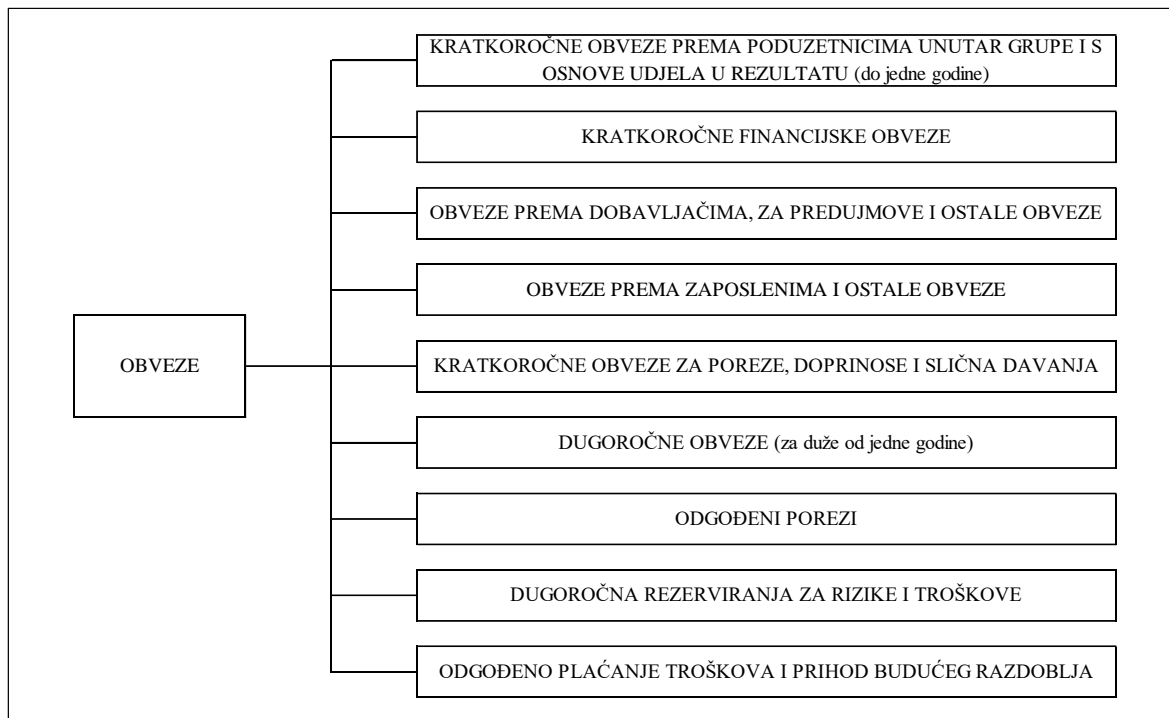 KRATKOROČNE OBVEZE PREMA PODUZETNICIMA UNUTAR GRUPE I S
OSNOVE UDJELA U REZULTATU (do jedne godine)
KRATKOROČNE FINANCIJSKE OBVEZE
OBVEZE PREMA DOBAVLJAČIMA, ZA PREDUJMOVE I OSTALE OBVEZE
OBVEZE PREMA ZAPOSLENIMA I OSTALE OBVEZE
OBVEZE
KRATKOROČNE OBVEZE ZA POREZE, DOPRINOSE I SLIČNA DAVANJA
DUGOROČNE OBVEZE (za duže od jedne godine)
ODGOĐENI POREZI
DUGOROČNA REZERVIRANJA ZA RIZIKE I TROŠKOVE
ODGOĐENO PLAĆANJE TROŠKOVA I PRIHOD BUDUĆEG RAZDOBLJA